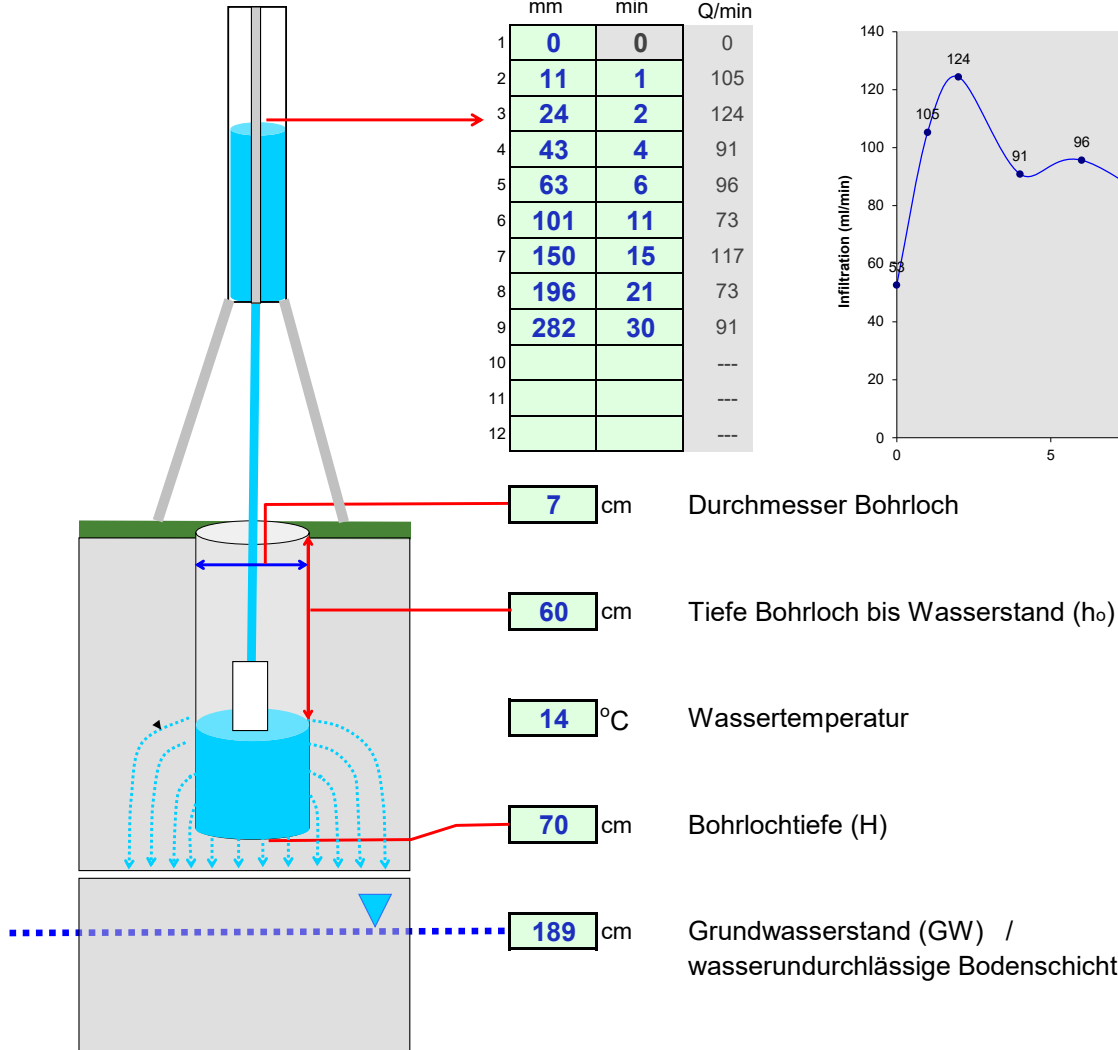 mm min Q/min
1 0 0 0
2 11 1 105
3 24 2 124
4 43 4 91
5 63 6 96
6 101 11 73
7 150 15 117
8 196 21 73
9 282 30 91
10 ---
11 ---
12 ---
140
120
100
80
60
40
20
0
Infiltration (ml/min)
53
105
124
91
96
0 5
7 cm Durchmesser Bohrloch
60 cm Tiefe Bohrloch bis Wasserstand (ho)
14 °C Wassertemperatur
70 cm Bohrlochtiefe (H)
189 cm Grundwasserstand (GW) /
wasserundurchlässige Bodenschicht